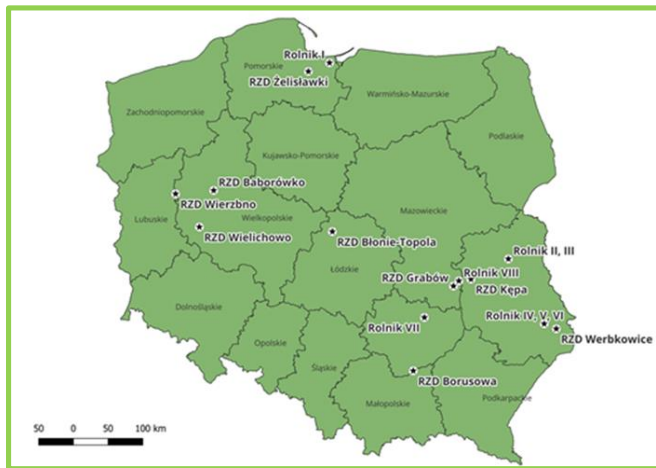 Rolnik I
Pomorskie
RZD Żelisławki
Warmińsko-Mazurskie
Zachodniopomorskie
Podlaskie
Kujawsko-Pomorskie
RZD Baborówko
RZD Wierzbno
Mazowieckie
Lubuskie
Wielkopolskie
RZD Wielichowo
RZD Błonie-Topola
Rolnik II, III
Łódzkie
RZD Grabów
Rolnik VIII
RZD Kępa
Dolnośląskie
Rolnik VII
Rolnik IV, V, VI
RZD Werbkowice
Opolskie
Śląskie
RZD Borusowa
Podkarpackie
Małopolskie
50 0 50 100 km